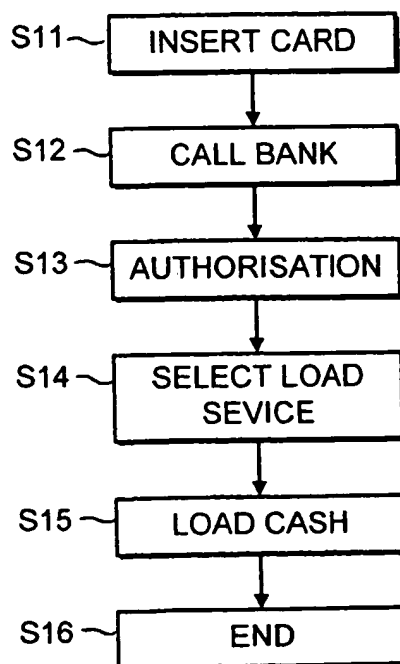 S11 INSERT CARD
S12 CALL BANK
S13 AUTHORISATION
S14 SELECT LOAD
SEVICE
S15 LOAD CASH
S16 END